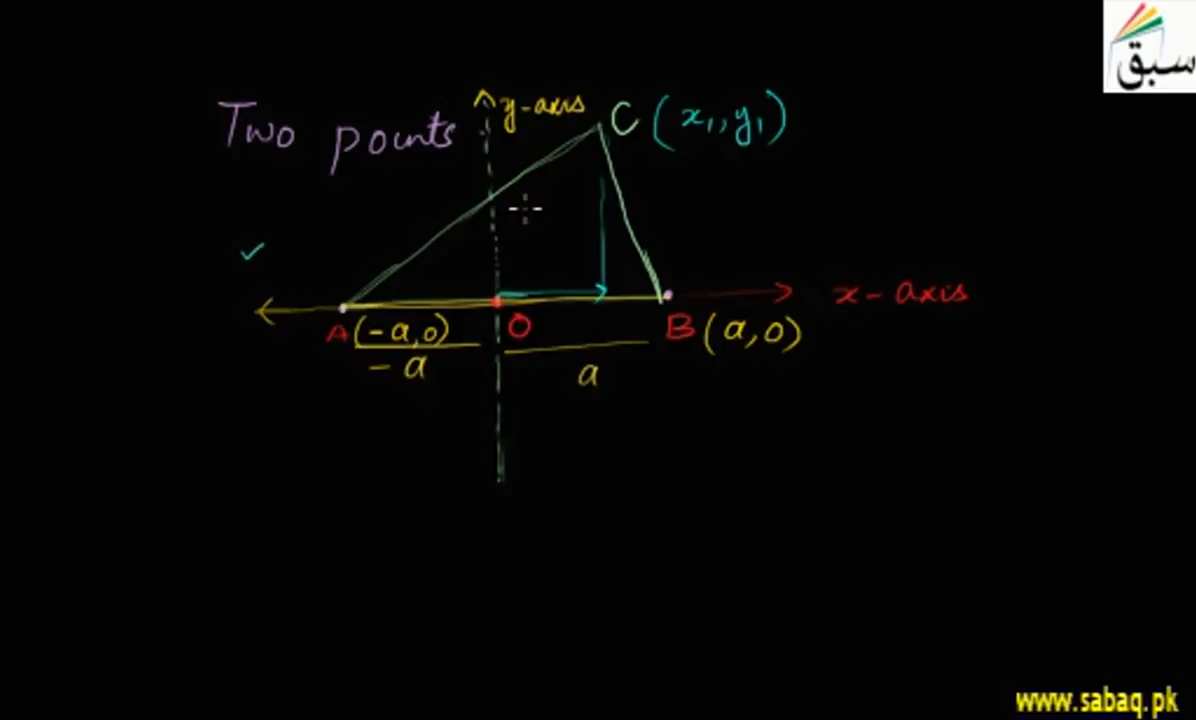 سبق
Two points
y-axis
C (x₁, y₁)
x-axis
A (-a, 0)
O
B (a, 0)
-a
a
www.sabaq.pk